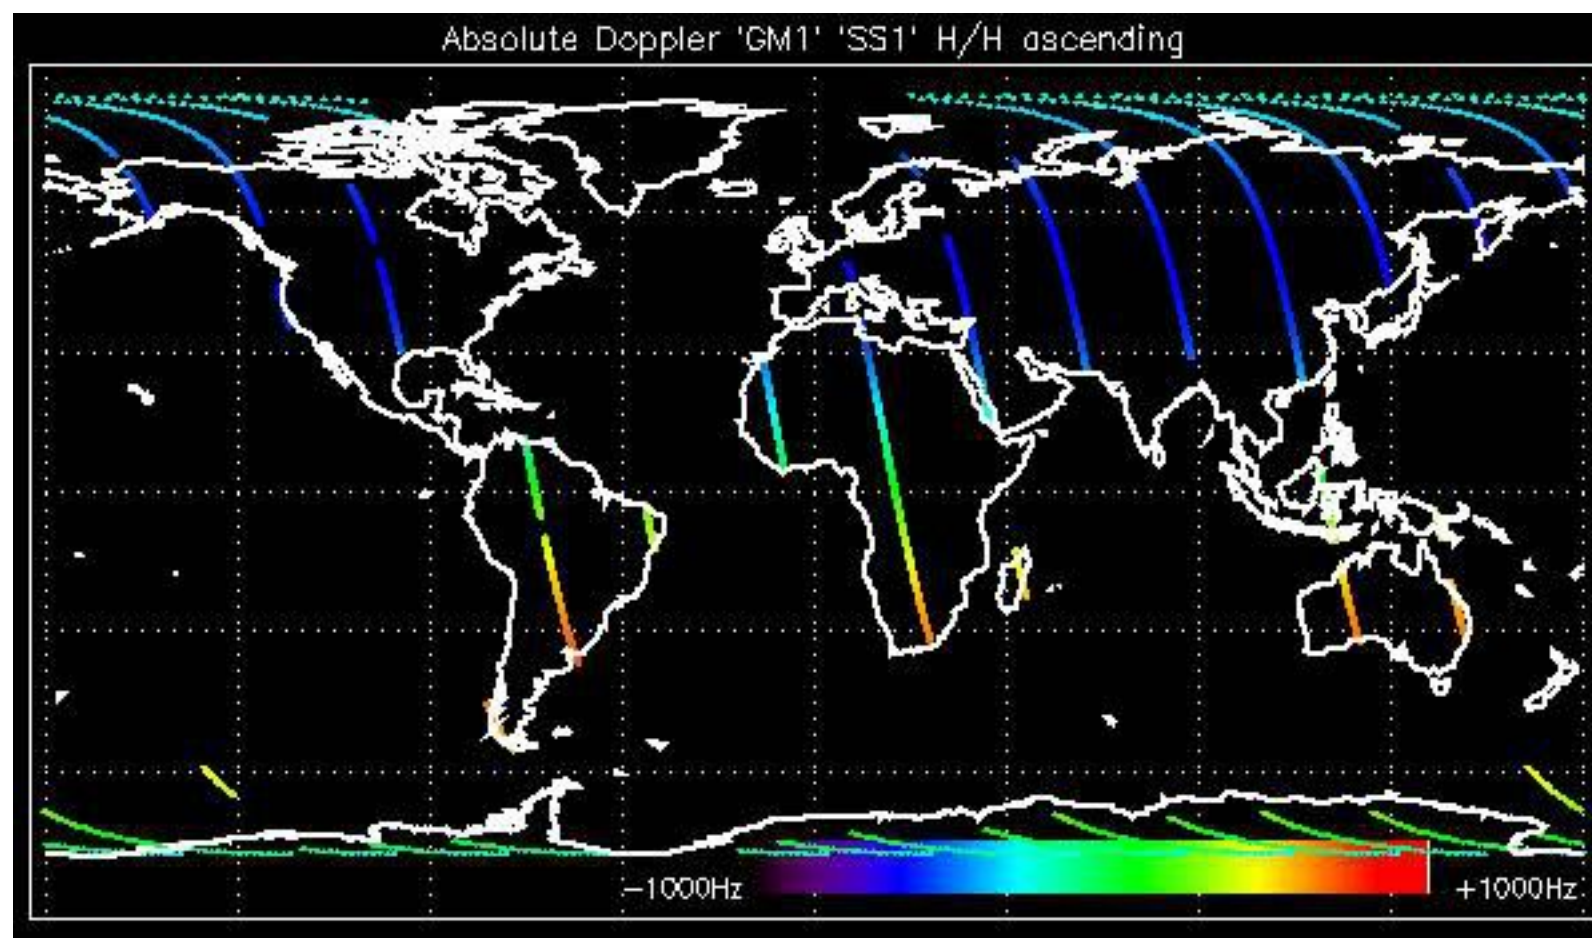 Absolute Doppler 'GM1' 'SS1' H/H ascending
-1000Hz
+1000Hz